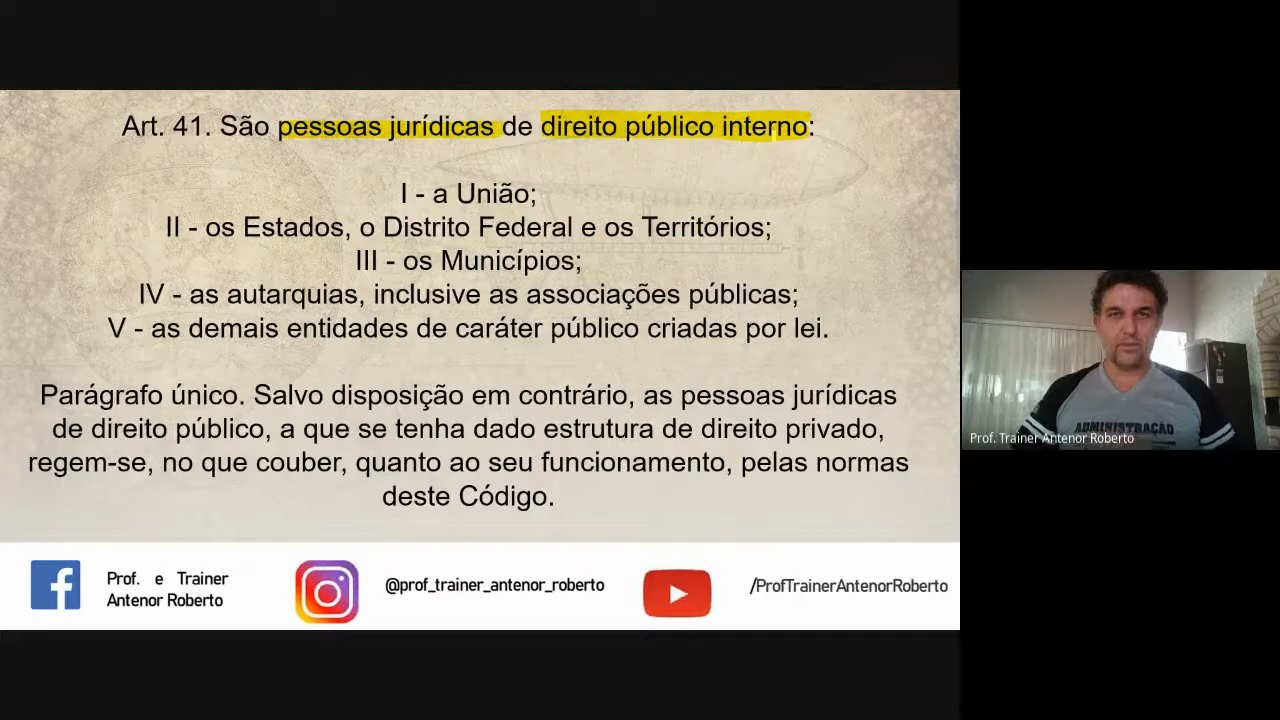 Art. 41. São pessoas jurídicas de direito público interno:
I - a União;
II - os Estados, o Distrito Federal e os Territórios;
III - os Municípios;
IV - as autarquias, inclusive as associações públicas;
V - as demais entidades de caráter público criadas por lei.
Parágrafo único. Salvo disposição em contrário, as pessoas jurídicas
de direito público, a que se tenha dado estrutura de direito privado,
regem-se, no que couber, quanto ao seu funcionamento, pelas normas
deste Código.
Prof. e Trainer
Antenor Roberto
@prof_trainer_antenor_roberto
/ProfTrainerAntenorRoberto
ADMINISTRAÇÃO
Prof. Trainer Antenor Roberto